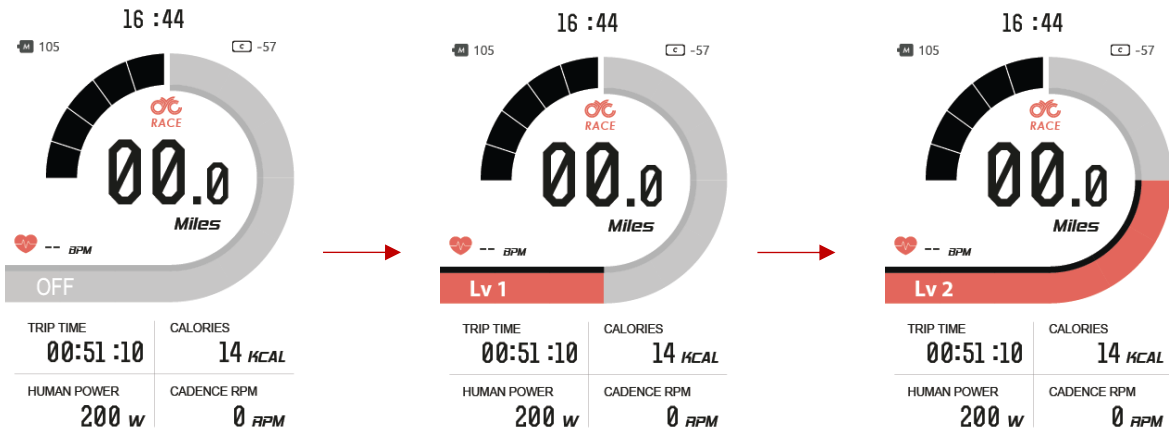 16 :44
M 105
C -57
RACE
00.0
Miles
-- BPM
OFF
TRIP TIME
CALORIES
00:51 :10
14 KCAL
HUMAN POWER
CADENCE RPM
200 W
0 RPM
16 :44
M 105
C -57
RACE
00.0
Miles
-- BPM
Lv 1
TRIP TIME
CALORIES
00:51 :10
14 KCAL
HUMAN POWER
CADENCE RPM
200 W
0 RPM
16 :44
M 105
C -57
RACE
00.0
Miles
-- BPM
Lv 2
TRIP TIME
CALORIES
00:51 :10
14 KCAL
HUMAN POWER
CADENCE RPM
200 W
0 RPM